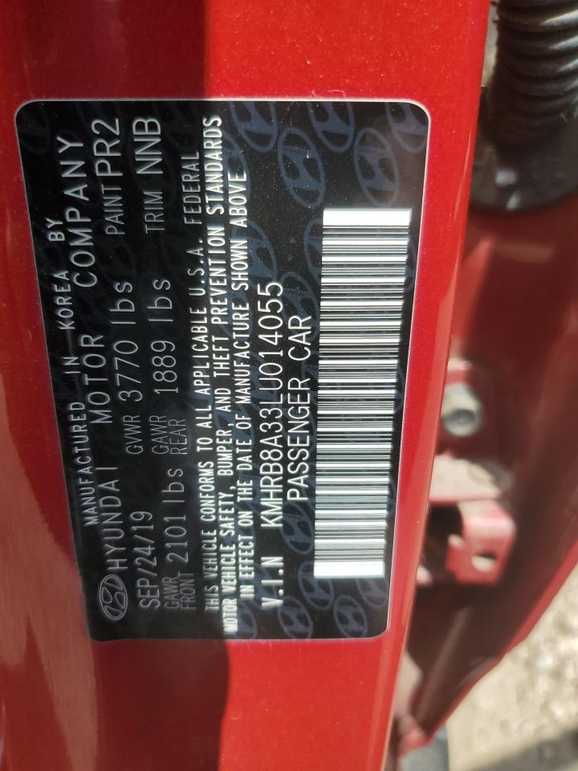 MANUFACTURED IN KOREA BY
HYUNDAI MOTOR COMPANY
SEP/24/19 GVWR 3770 lbs PAINT PR2
GAWR FRONT 2101 lbs GAWR REAR 1889 lbs TRIM NNB
THIS VEHICLE CONFORMS TO ALL APPLICABLE U.S.A. FEDERAL
MOTOR VEHICLE SAFETY, BUMPER, AND THEFT PREVENTION STANDARDS
IN EFFECT ON THE DATE OF MANUFACTURE SHOWN ABOVE
V.I.N KMHRB8A33LU014055
PASSENGER CAR